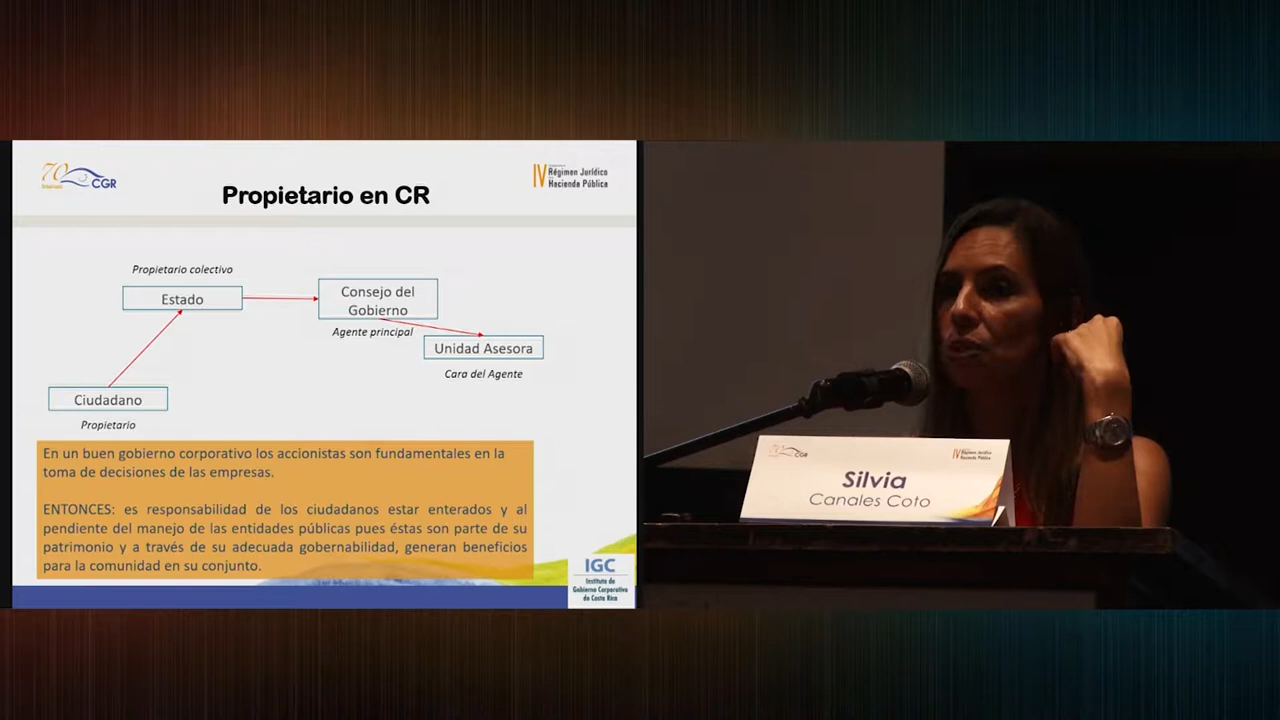 70
CGR
IV Régimen Jurídico
Hacienda Pública
Propietario en CR
Propietario colectivo
Estado
Consejo del
Gobierno
Agente principal
Unidad Asesora
Cara del Agente
Ciudadano
Propietario
En un buen gobierno corporativo los accionistas son fundamentales en la
toma de decisiones de las empresas.
ENTONCES: es responsabilidad de los ciudadanos estar enterados y al
pendiente del manejo de las entidades públicas pues éstas son parte de su
patrimonio y a través de su adecuada gobernabilidad, generan beneficios
para la comunidad en su conjunto.
IGC
Instituto de
Gobierno Corporativo
de Costa Rica
CGR
IV Régimen Jurídico
Hacienda Pública
Silvia
Canales Coto